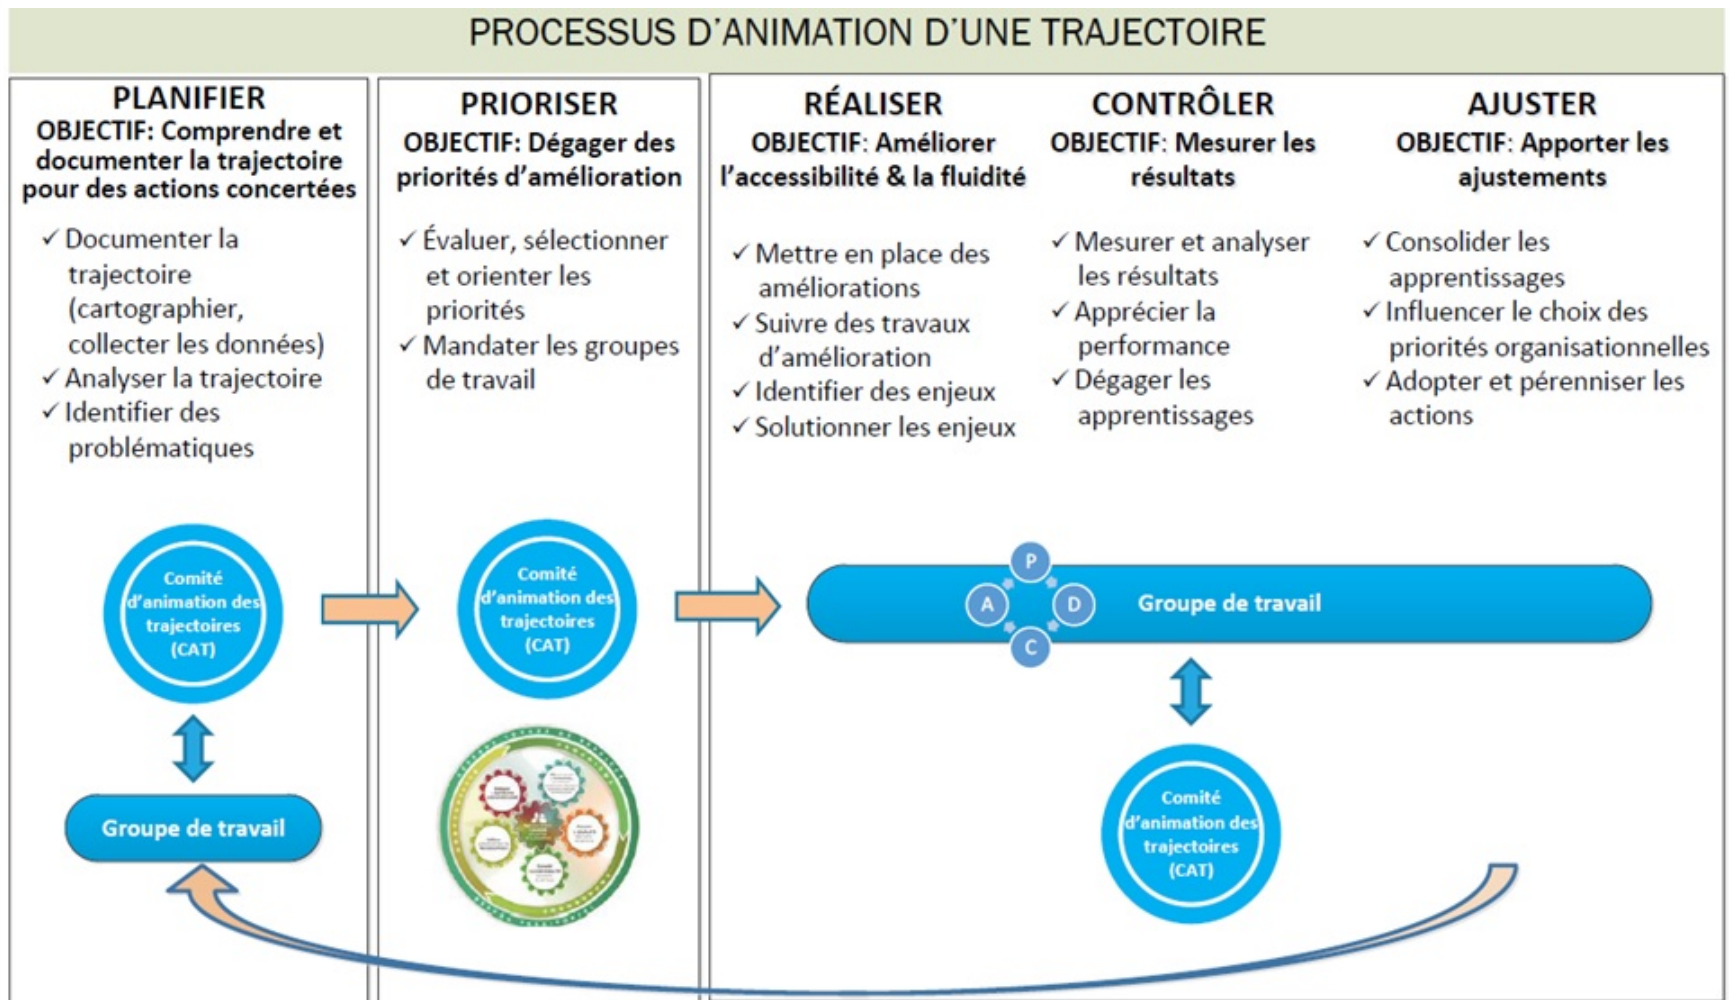 PROCESSUS D'ANIMATION D'UNE TRAJECTOIRE
PLANIFIER
OBJECTIF: Comprendre et
documenter la trajectoire
pour des actions concertées
✓ Documenter la
trajectoire
(cartographier,
collecter les données)
✓ Analyser la trajectoire
✓ Identifier des
problématiques
Comité
d'animation des
trajectoires
(CAT)
Groupe de travail
PRIORISER
OBJECTIF: Dégager des
priorités d'amélioration
✓ Évaluer, sélectionner
et orienter les
priorités
✓ Mandater les groupes
de travail
Comité
d'animation des
trajectoires
(CAT)
RÉALISER
OBJECTIF: Améliorer
l'accessibilité & la fluidité
✓ Mettre en place des
améliorations
✓ Suivre des travaux
d'amélioration
✓ Identifier des enjeux
✓ Solutionner les enjeux
CONTRÔLER
OBJECTIF: Mesurer les
résultats
✓ Mesurer et analyser
les résultats
✓ Apprécier la
performance
✓ Dégager les
apprentissages
AJUSTER
OBJECTIF: Apporter les
ajustements
✓ Consolider les
apprentissages
✓ Influencer le choix des
priorités organisationnelles
✓ Adopter et pérenniser les
actions
P
A
D
C
Groupe de travail
Comité
d'animation des
trajectoires
(CAT)